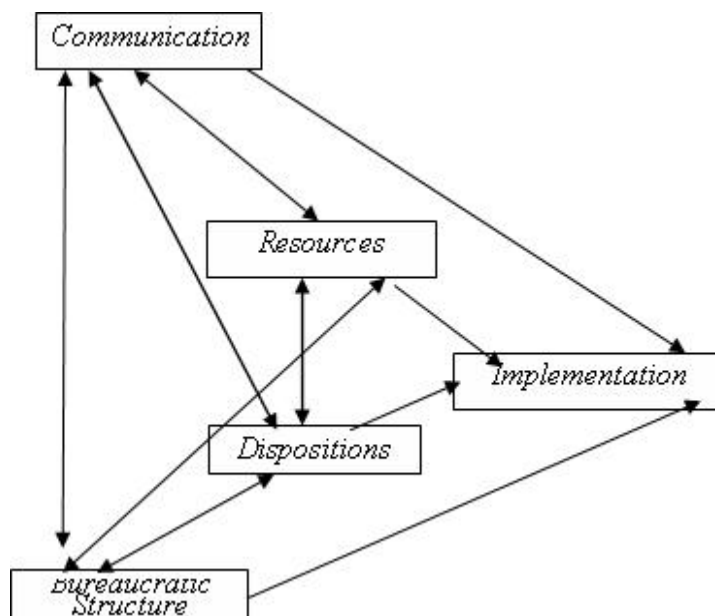 Communication
Resources
Implementation
Dispositions
Bureaucratic
Structure